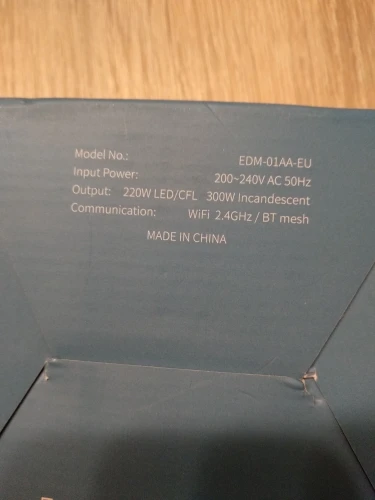 Model No.: EDM-01AA-EU
Input Power: 200~240V AC 50Hz
Output: 220W LED/CFL 300W Incandescent
Communication: WiFi 2.4GHz / BT mesh
MADE IN CHINA